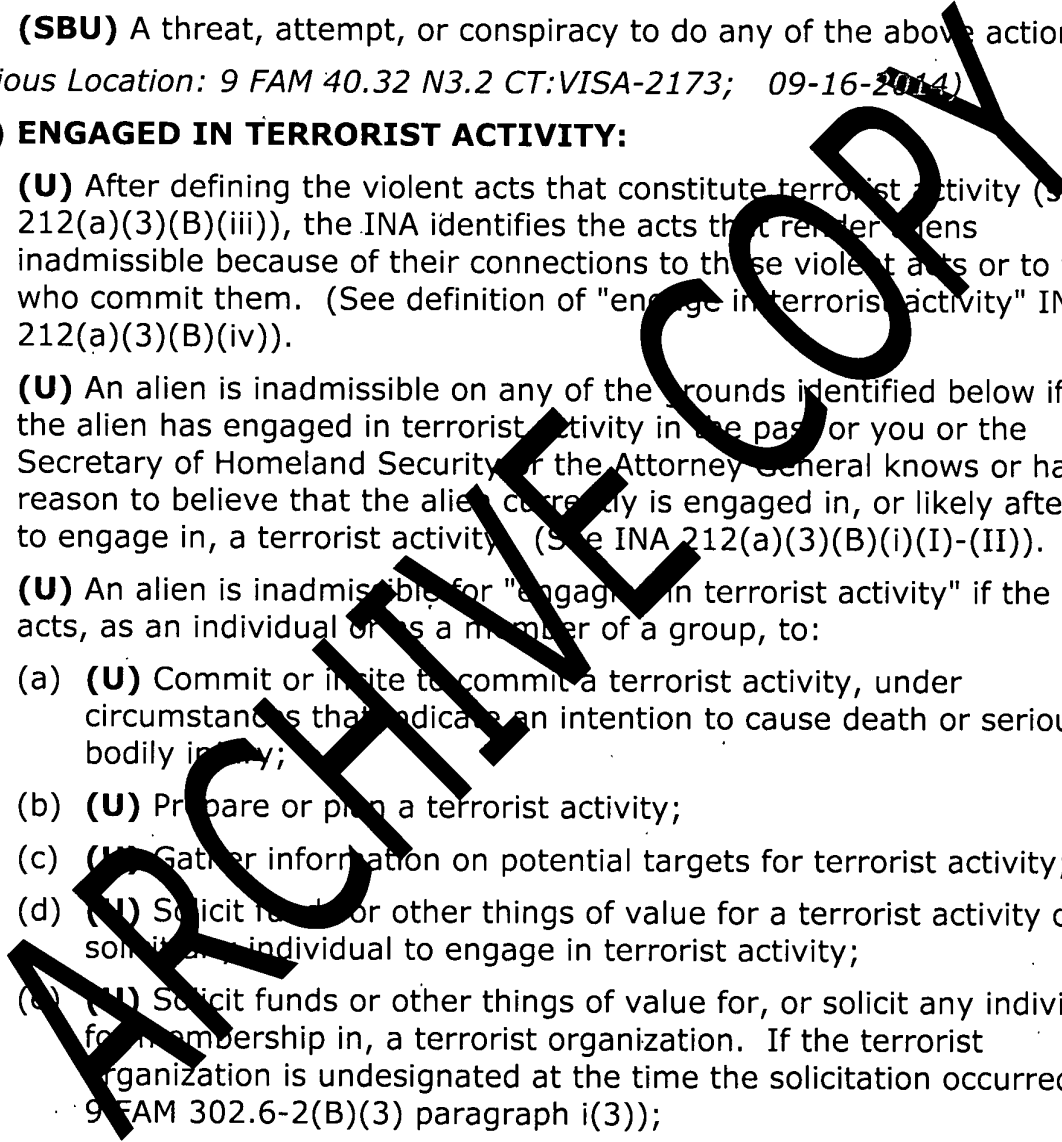 (SBU) A threat, attempt, or conspiracy to do any of the above action
ious Location: 9 FAM 40.32 N3.2 CT:VISA-2173; 09-16-2014)
) ENGAGED IN TERRORIST ACTIVITY:
(U) After defining the violent acts that constitute terrorist activity (s
212(a)(3)(B)(iii)), the INA identifies the acts that render aliens
inadmissible because of their connections to these violent acts or to
who commit them. (See definition of "engage in terrorist activity" IN
212(a)(3)(B)(iv)).
(U) An alien is inadmissible on any of the grounds identified below if
the alien has engaged in terrorist activity in the past or you or the
Secretary of Homeland Security or the Attorney General knows or ha
reason to believe that the alien currently is engaged in, or likely afte
to engage in, a terrorist activity. (See INA 212(a)(3)(B)(i)(I)-(II)).
(U) An alien is inadmissible for "engaging in terrorist activity" if the
acts, as an individual or as a member of a group, to:
(a) (U) Commit or insite to commit a terrorist activity, under
circumstances that indicate an intention to cause death or seriou
bodily injury;
(b) (U) Prepare or plan a terrorist activity;
(c) (U) Gather information on potential targets for terrorist activity;
(d) (U) Solicit funds or other things of value for a terrorist activity o
solicit any individual to engage in terrorist activity;
(e) (U) Solicit funds or other things of value for, or solicit any indivi
for membership in, a terrorist organization. If the terrorist
organization is undesignated at the time the solicitation occurred
9 FAM 302.6-2(B)(3) paragraph i(3));
ARCHIVE COPY